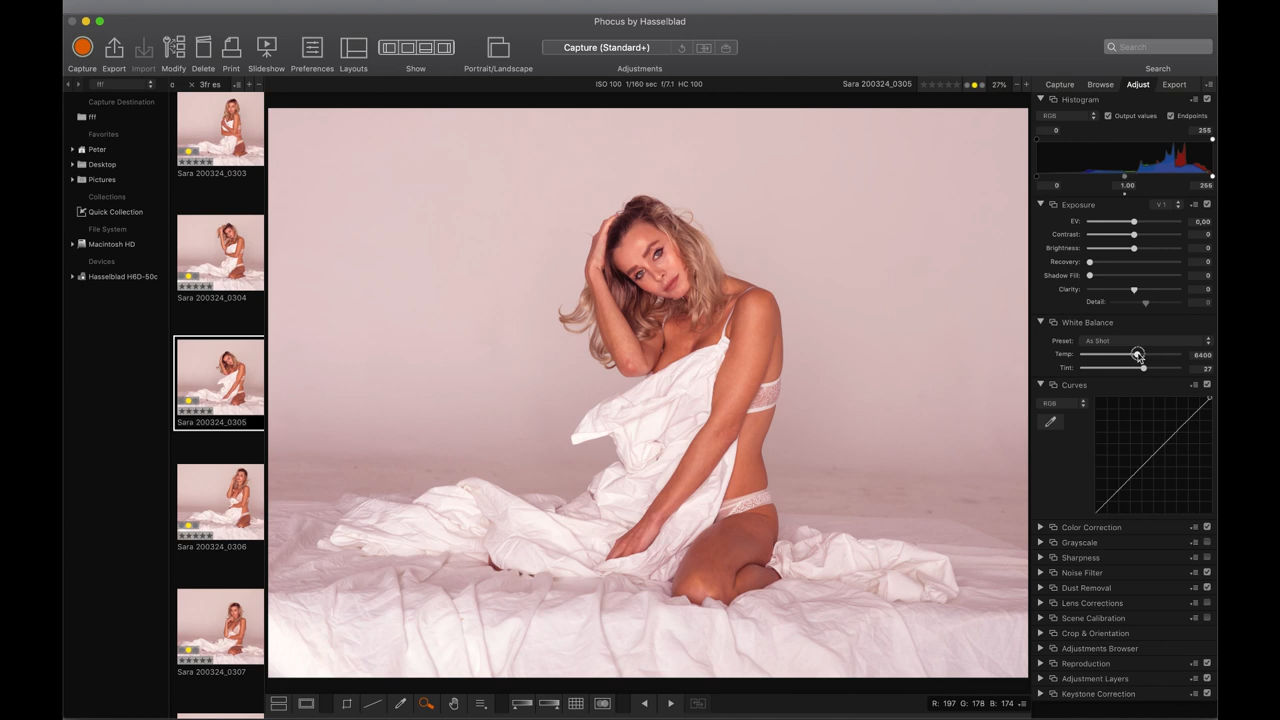 Phocus by Hasselblad
Capture Export Import Modify Delete Print Slideshow Preferences Layouts Show Portrait/Landscape Adjustments Search
Capture (Standard+)
Search
fff
3fr es
ISO 100 1/160 sec f/7.1 HC 100
Sara 200324_0305
27%
Capture Browse Adjust Export
Capture Destination
fff
Favorites
Peter
Desktop
Pictures
Collections
Quick Collection
File System
Macintosh HD
Devices
Hasselblad H6D-50c
Sara 200324_0303
Sara 200324_0304
Sara 200324_0305
Sara 200324_0306
Sara 200324_0307
Histogram
RGB Output values Endpoints
0 255
0 1.00 255
Exposure V 1
EV: 0,00
Contrast: 0
Brightness: 0
Recovery: 0
Shadow Fill: 0
Clarity: 0
Detail: 0
White Balance
Preset: As Shot
Temp: 6400
Tint: 27
Curves
RGB
Color Correction
Grayscale
Sharpness
Noise Filter
Dust Removal
Lens Corrections
Scene Calibration
Crop & Orientation
Adjustments Browser
Reproduction
Adjustment Layers
Keystone Correction
R: 197 G: 178 B: 174